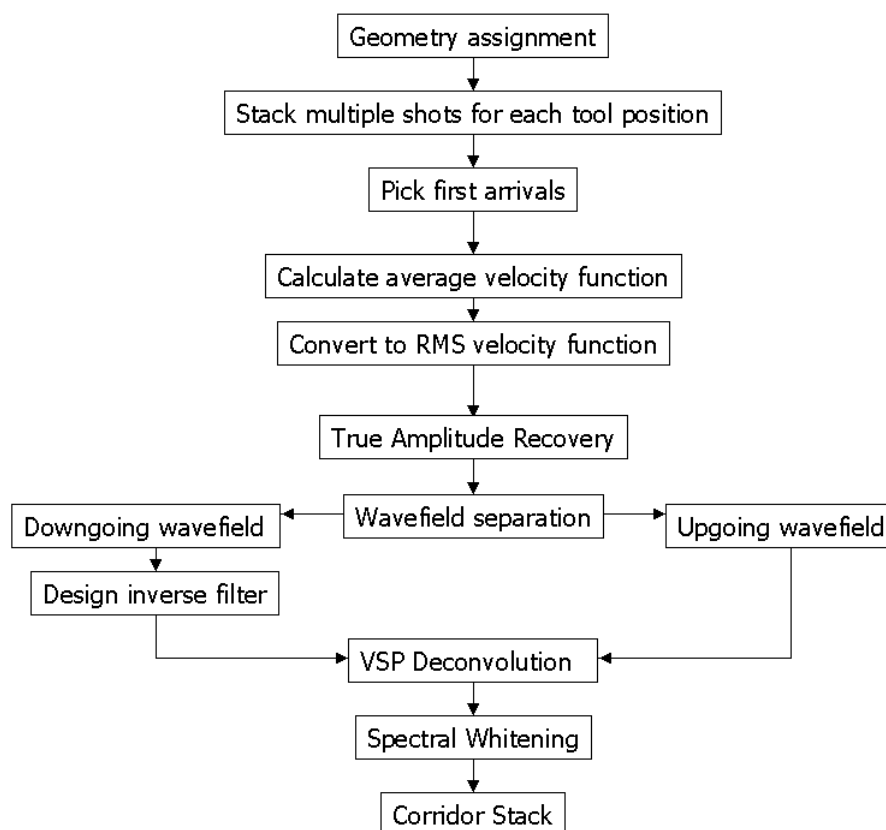 Geometry assignment
Stack multiple shots for each tool position
Pick first arrivals
Calculate average velocity function
Convert to RMS velocity function
True Amplitude Recovery
Wavefield separation
Downgoing wavefield
Upgoing wavefield
Design inverse filter
VSP Deconvolution
Spectral Whitening
Corridor Stack